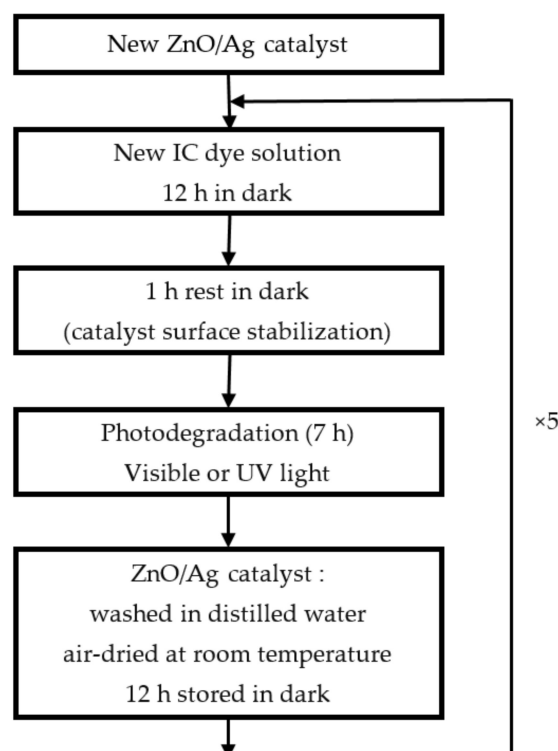 New ZnO/Ag catalyst
New IC dye solution
12 h in dark
1 h rest in dark
(catalyst surface stabilization)
Photodegradation (7 h)
Visible or UV light
×5
ZnO/Ag catalyst :
washed in distilled water
air-dried at room temperature
12 h stored in dark